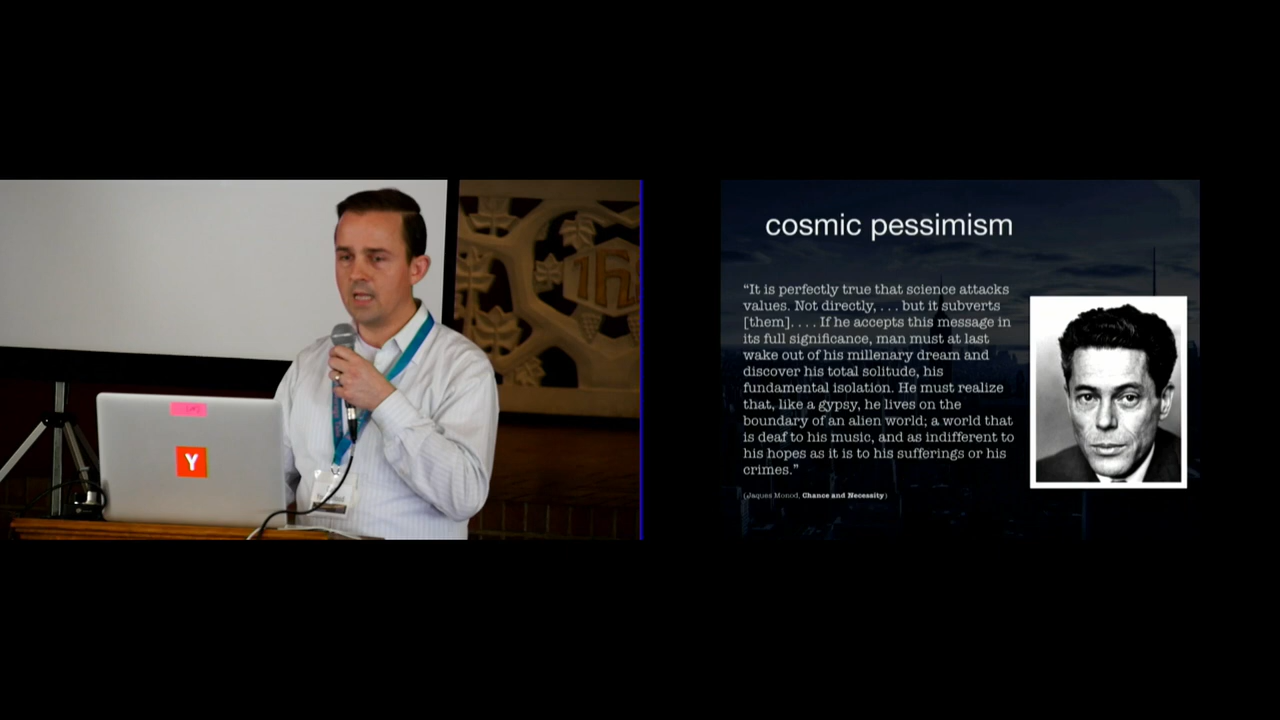 Y
IHS
cosmic pessimism
“It is perfectly true that science attacks
values. Not directly, . . . but it subverts
[them]. . . . If he accepts this message in
its full significance, man must at last
wake out of his millenary dream and
discover his total solitude, his
fundamental isolation. He must realize
that, like a gypsy, he lives on the
boundary of an alien world; a world that
is deaf to his music, and as indifferent to
his hopes as it is to his sufferings or his
crimes.”
(Jaques Monod, Chance and Necessity)